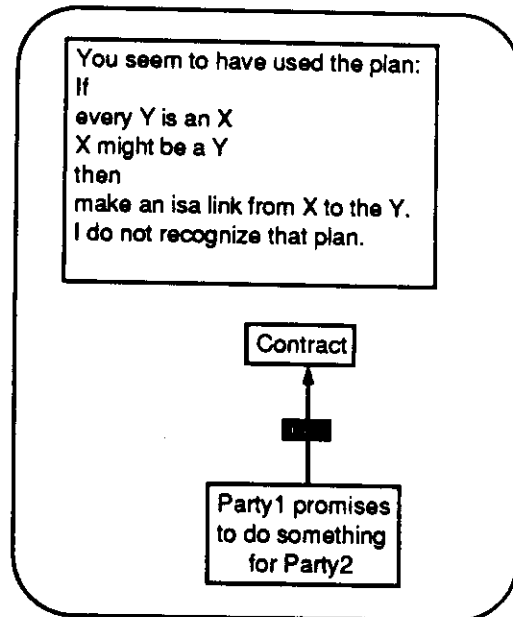 You seem to have used the plan:
If
every Y is an X
X might be a Y
then
make an isa link from X to the Y.
I do not recognize that plan.
Contract
Party1 promises
to do something
for Party2